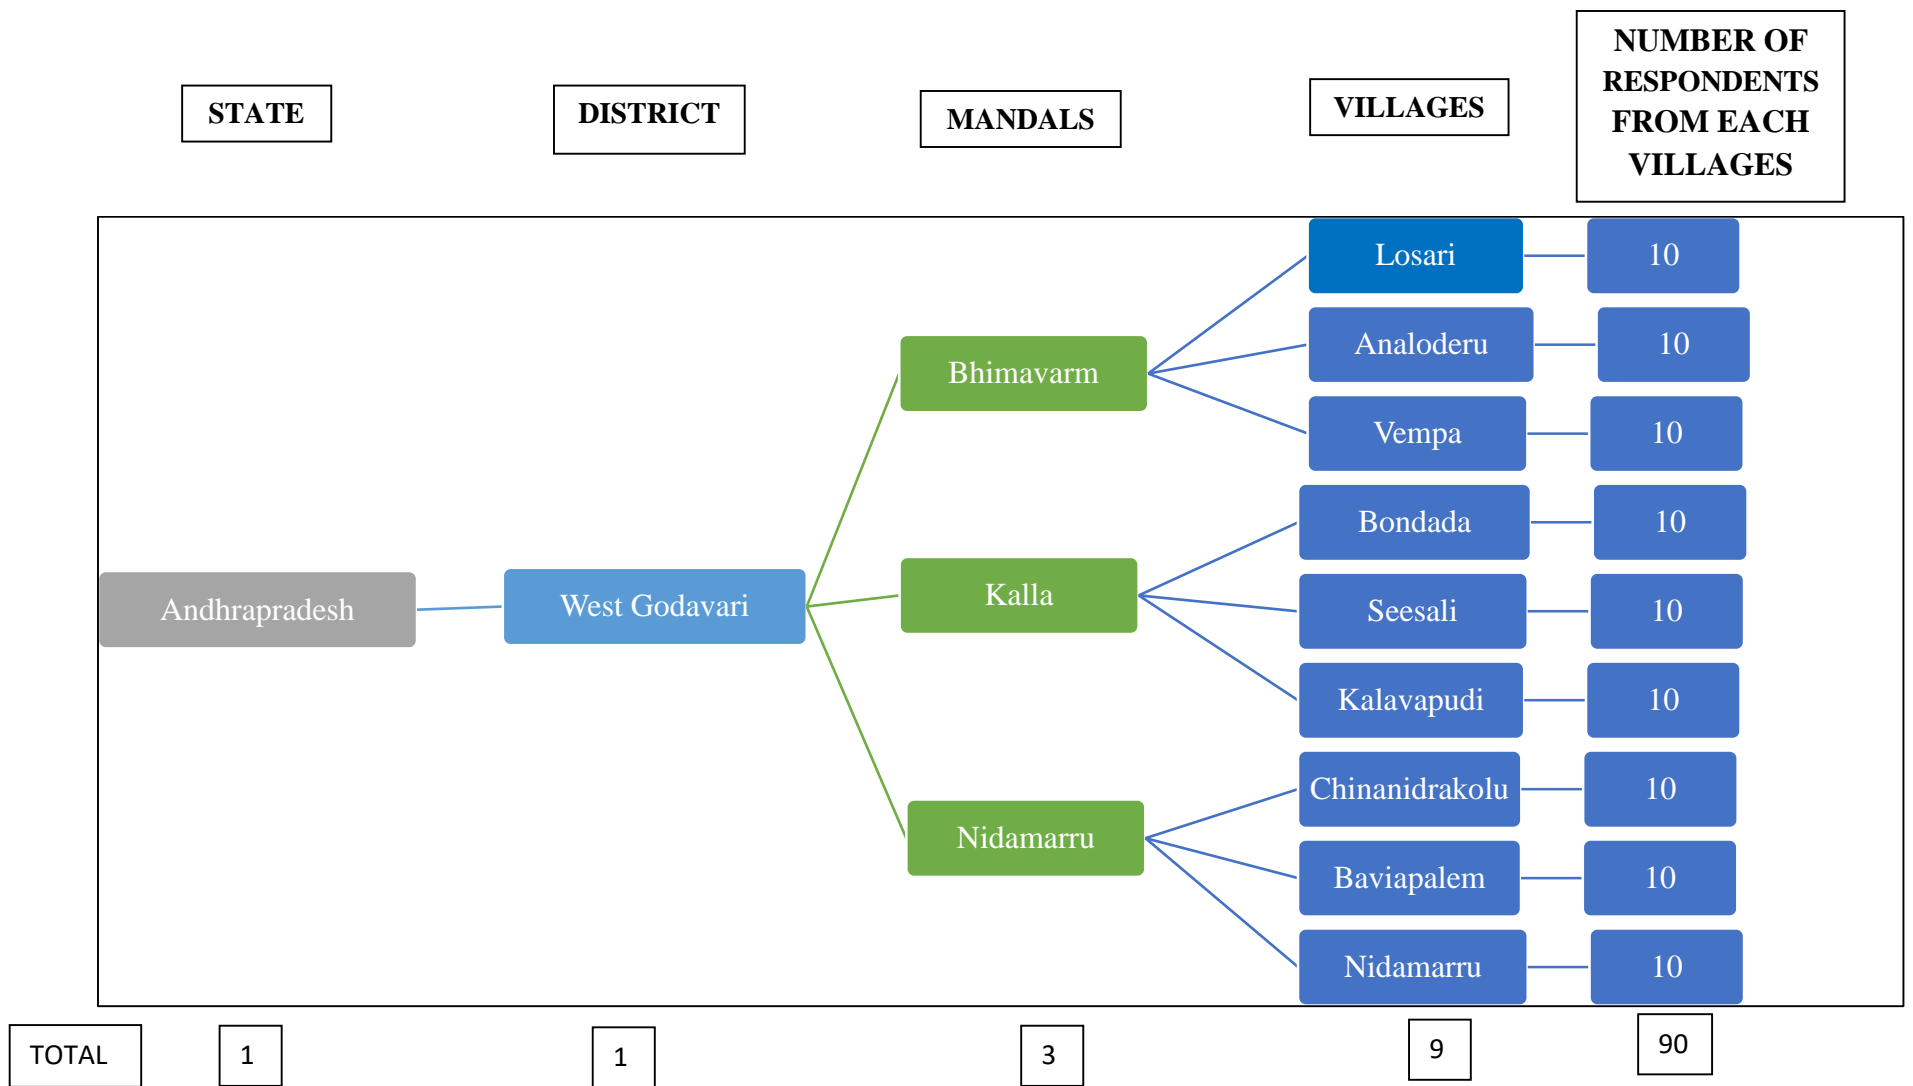 STATE
DISTRICT
MANDALS
VILLAGES
NUMBER OF
RESPONDENTS
FROM EACH
VILLAGES
Andhrapradesh
West Godavari
Bhimavarm
Kalla
Nidamarru
Losari
10
Analoderu
10
Vempa
10
Bondada
10
Seesali
10
Kalavapudi
10
Chinanidrakolu
10
Baviapalem
10
Nidamarru
10
TOTAL
1
1
3
9
90